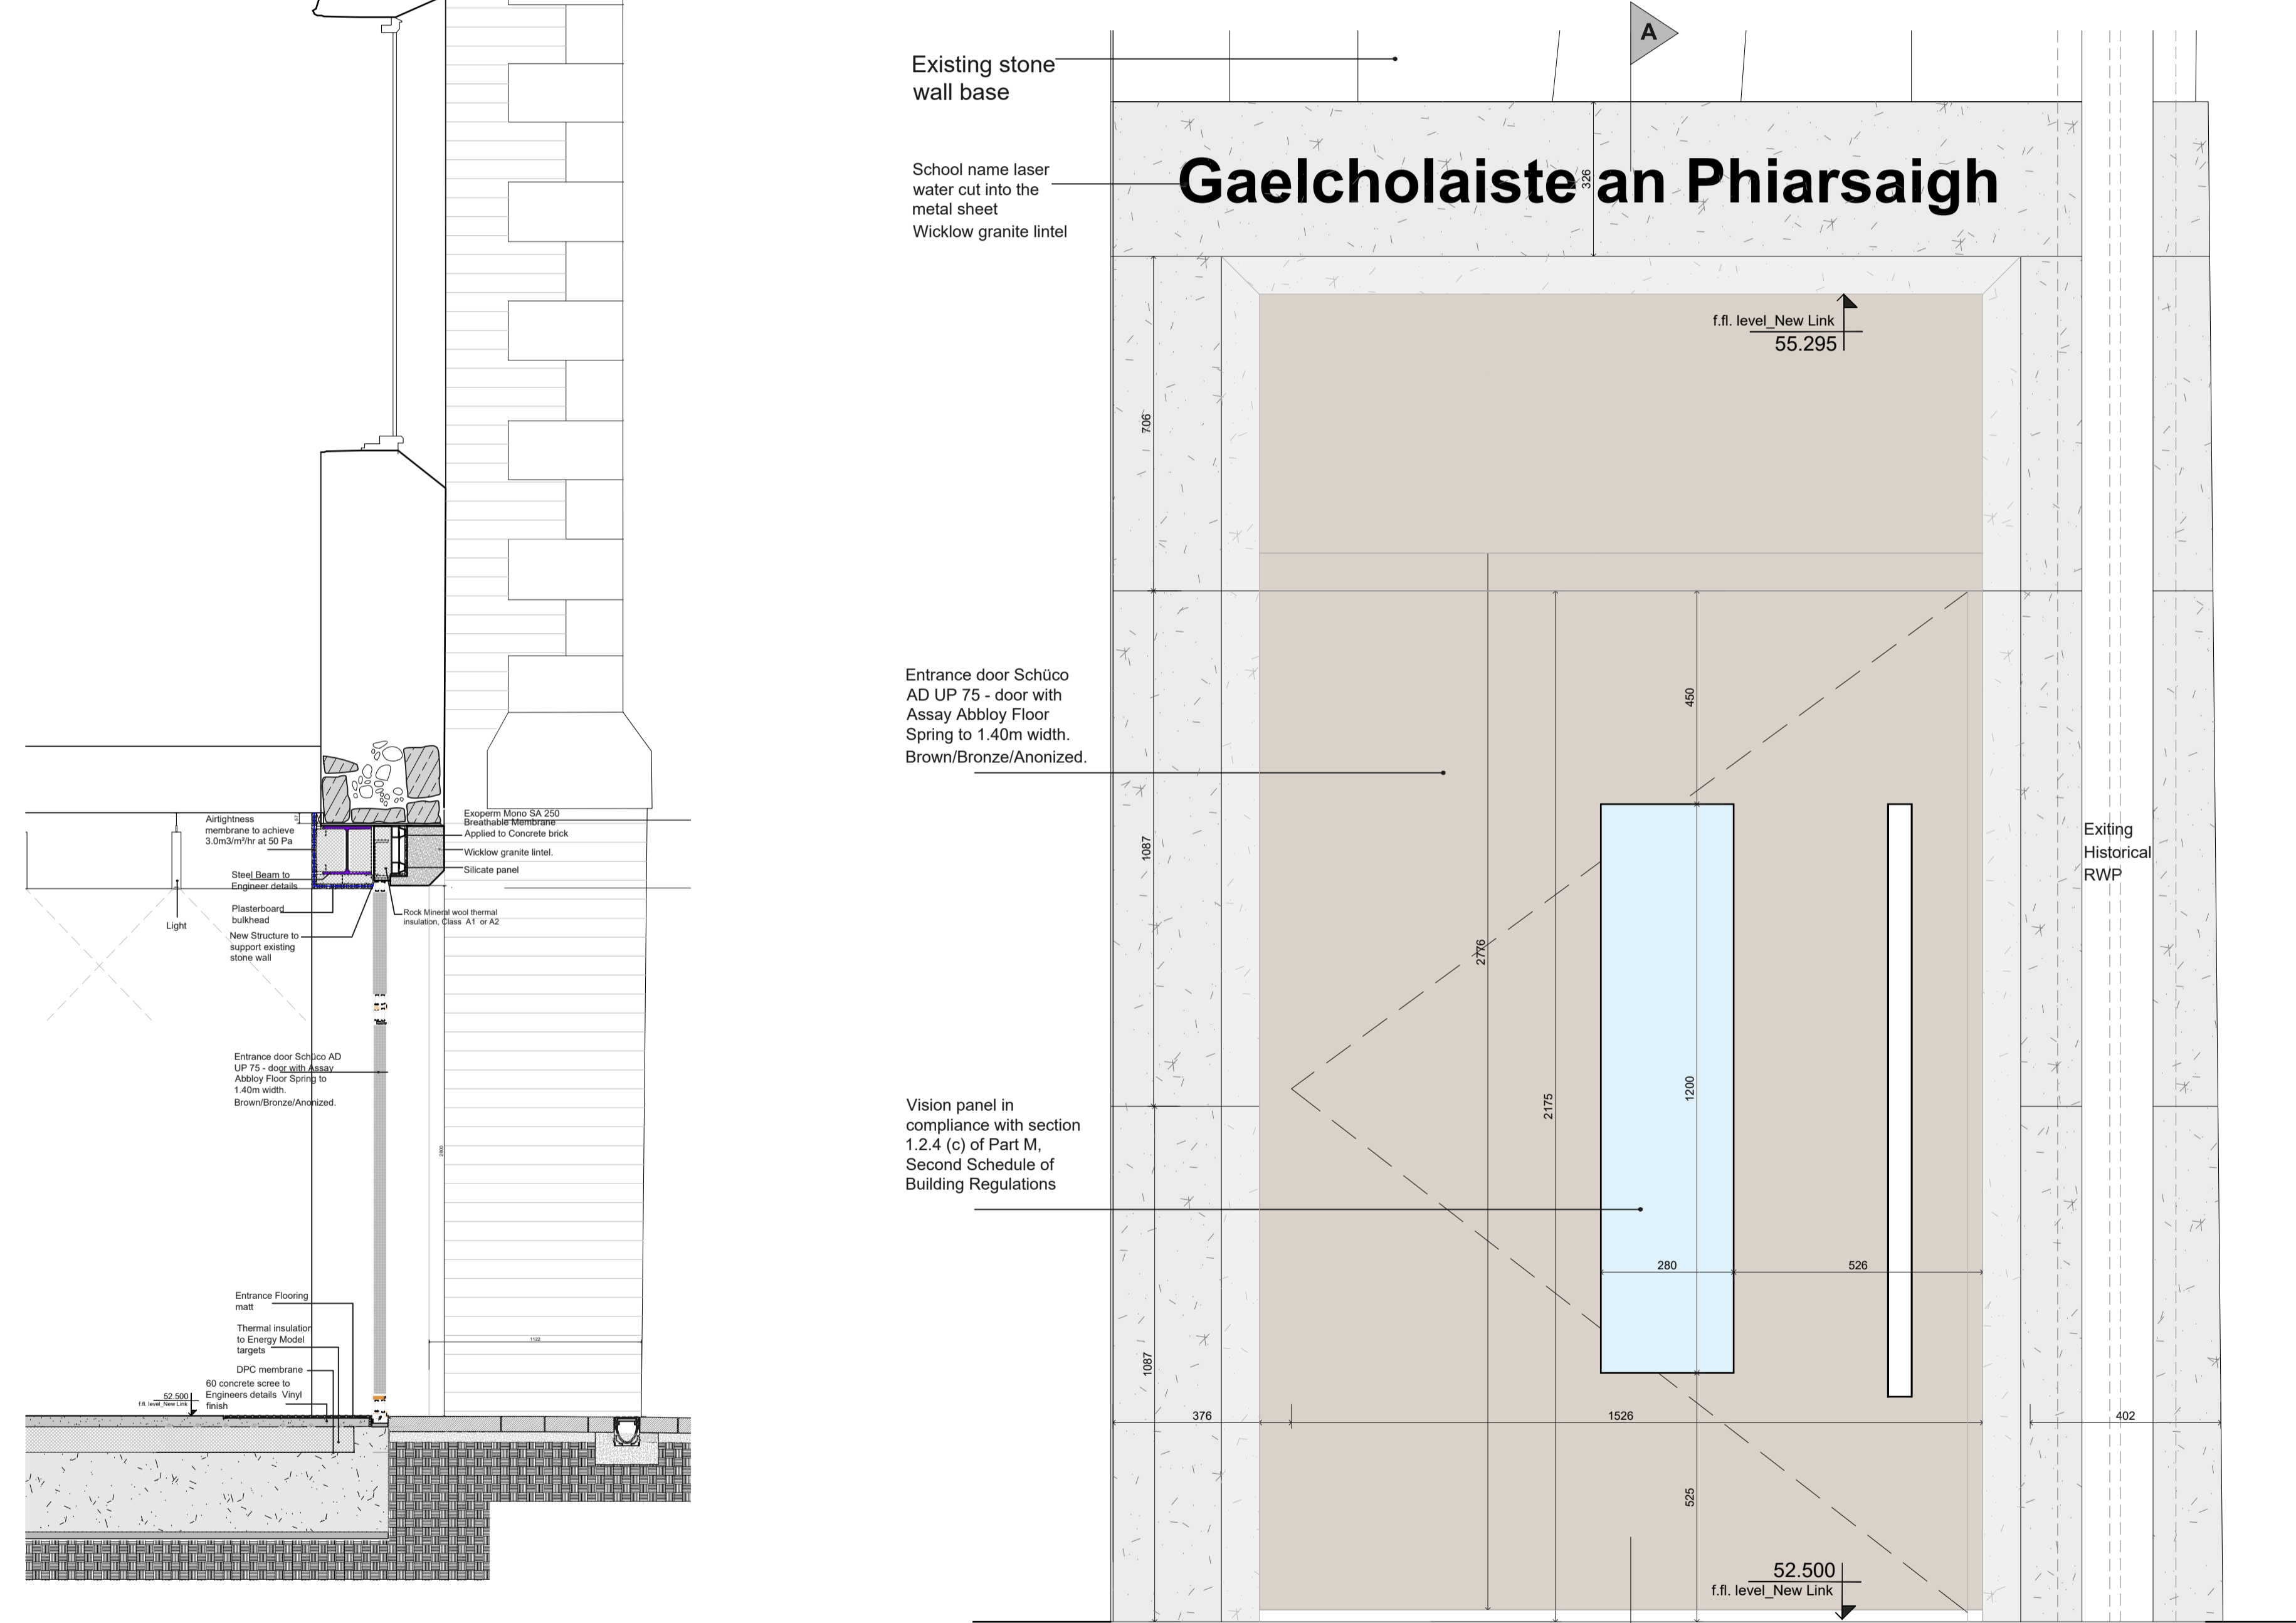 Airtightness
membrane to achieve
3.0m3/m²/hr at 50 Pa
Steel Beam to
Engineer details
Plasterboard
bulkhead
Light
New Structure to
support existing
stone wall
Exoperm Mono SA 250
Breathable Membrane
Applied to Concrete brick
Wicklow granite lintel.
Silicate panel
Rock Mineral wool thermal
insulation, Class A1 or A2
Entrance door Schüco AD
UP 75 - door with Assay
Abbloy Floor Spring to
1.40m width.
Brown/Bronze/Anonized.
1122
Entrance Flooring
matt
Thermal insulation
to Energy Model
targets
DPC membrane
60 concrete scree to
Engineers details Vinyl
finish
52.500
f.fl. level_New Link
A
Existing stone
wall base
School name laser
water cut into the
metal sheet
Wicklow granite lintel
Gaelcholaiste an Phiarsaigh
326
f.fl. level_New Link
55.295
706
Entrance door Schüco
AD UP 75 - door with
Assay Abbloy Floor
Spring to 1.40m width.
Brown/Bronze/Anonized.
450
1087
2776
2175
1200
Exiting
Historical
RWP
Vision panel in
compliance with section
1.2.4 (c) of Part M,
Second Schedule of
Building Regulations
280
526
1087
376
1526
402
525
52.500
f.fl. level_New Link